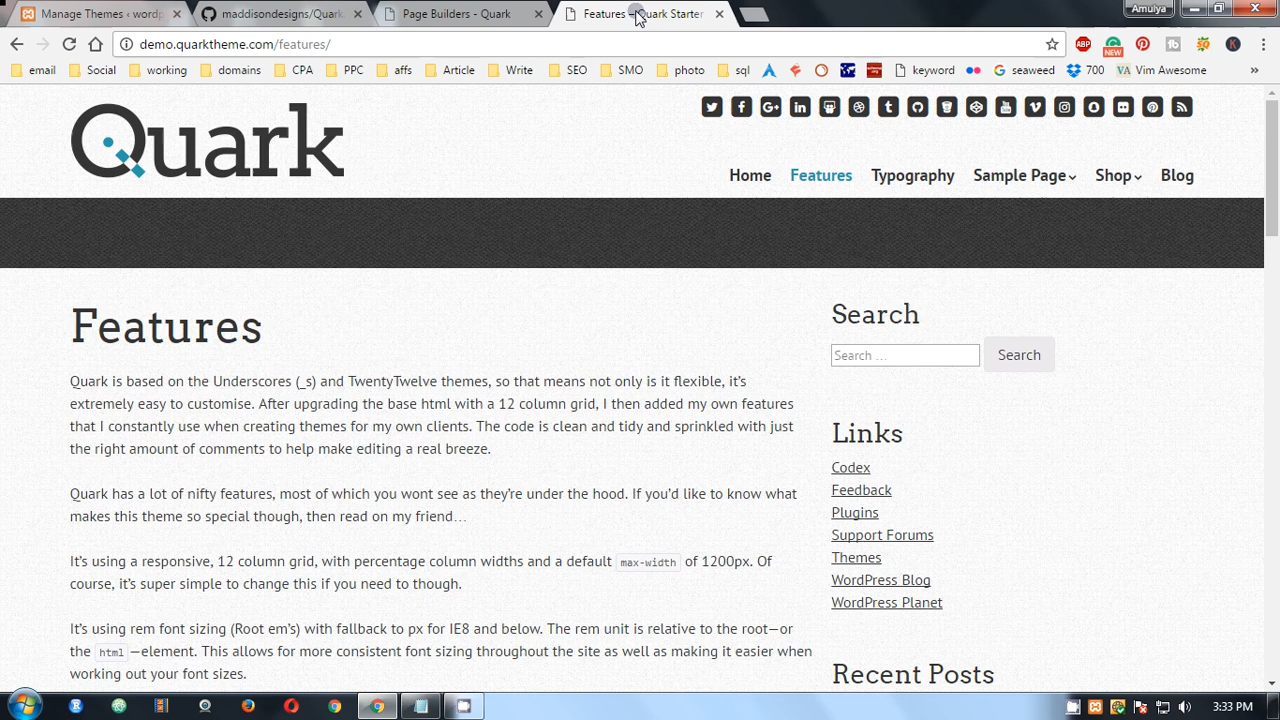 Manage Themes ‹ wordp
maddisondesigns/Quark
Page Builders - Quark
Features – Quark Starter
Amulya
demo.quarktheme.com/features/
ABP
NEW
email
Social
working
domains
CPA
PPC
affs
Article
Write
SEO
SMO
photo
sql
keyword
seaweed
700
VA
Vim Awesome
»
Quark
Home
Features
Typography
Sample Page
Shop
Blog
Features
Quark is based on the Underscores (_s) and TwentyTwelve themes, so that means not only is it flexible, it’s
extremely easy to customise. After upgrading the base html with a 12 column grid, I then added my own features
that I constantly use when creating themes for my own clients. The code is clean and tidy and sprinkled with just
the right amount of comments to help make editing a real breeze.
Quark has a lot of nifty features, most of which you wont see as they’re under the hood. If you’d like to know what
makes this theme so special though, then read on my friend…
It’s using a responsive, 12 column grid, with percentage column widths and a default max-width of 1200px. Of
course, it’s super simple to change this if you need to though.
It’s using rem font sizing (Root em’s) with fallback to px for IE8 and below. The rem unit is relative to the root—or
the html —element. This allows for more consistent font sizing throughout the site as well as making it easier when
working out your font sizes.
Search
Search …
Search
Links
Codex
Feedback
Plugins
Support Forums
Themes
WordPress Blog
WordPress Planet
Recent Posts
3:33 PM